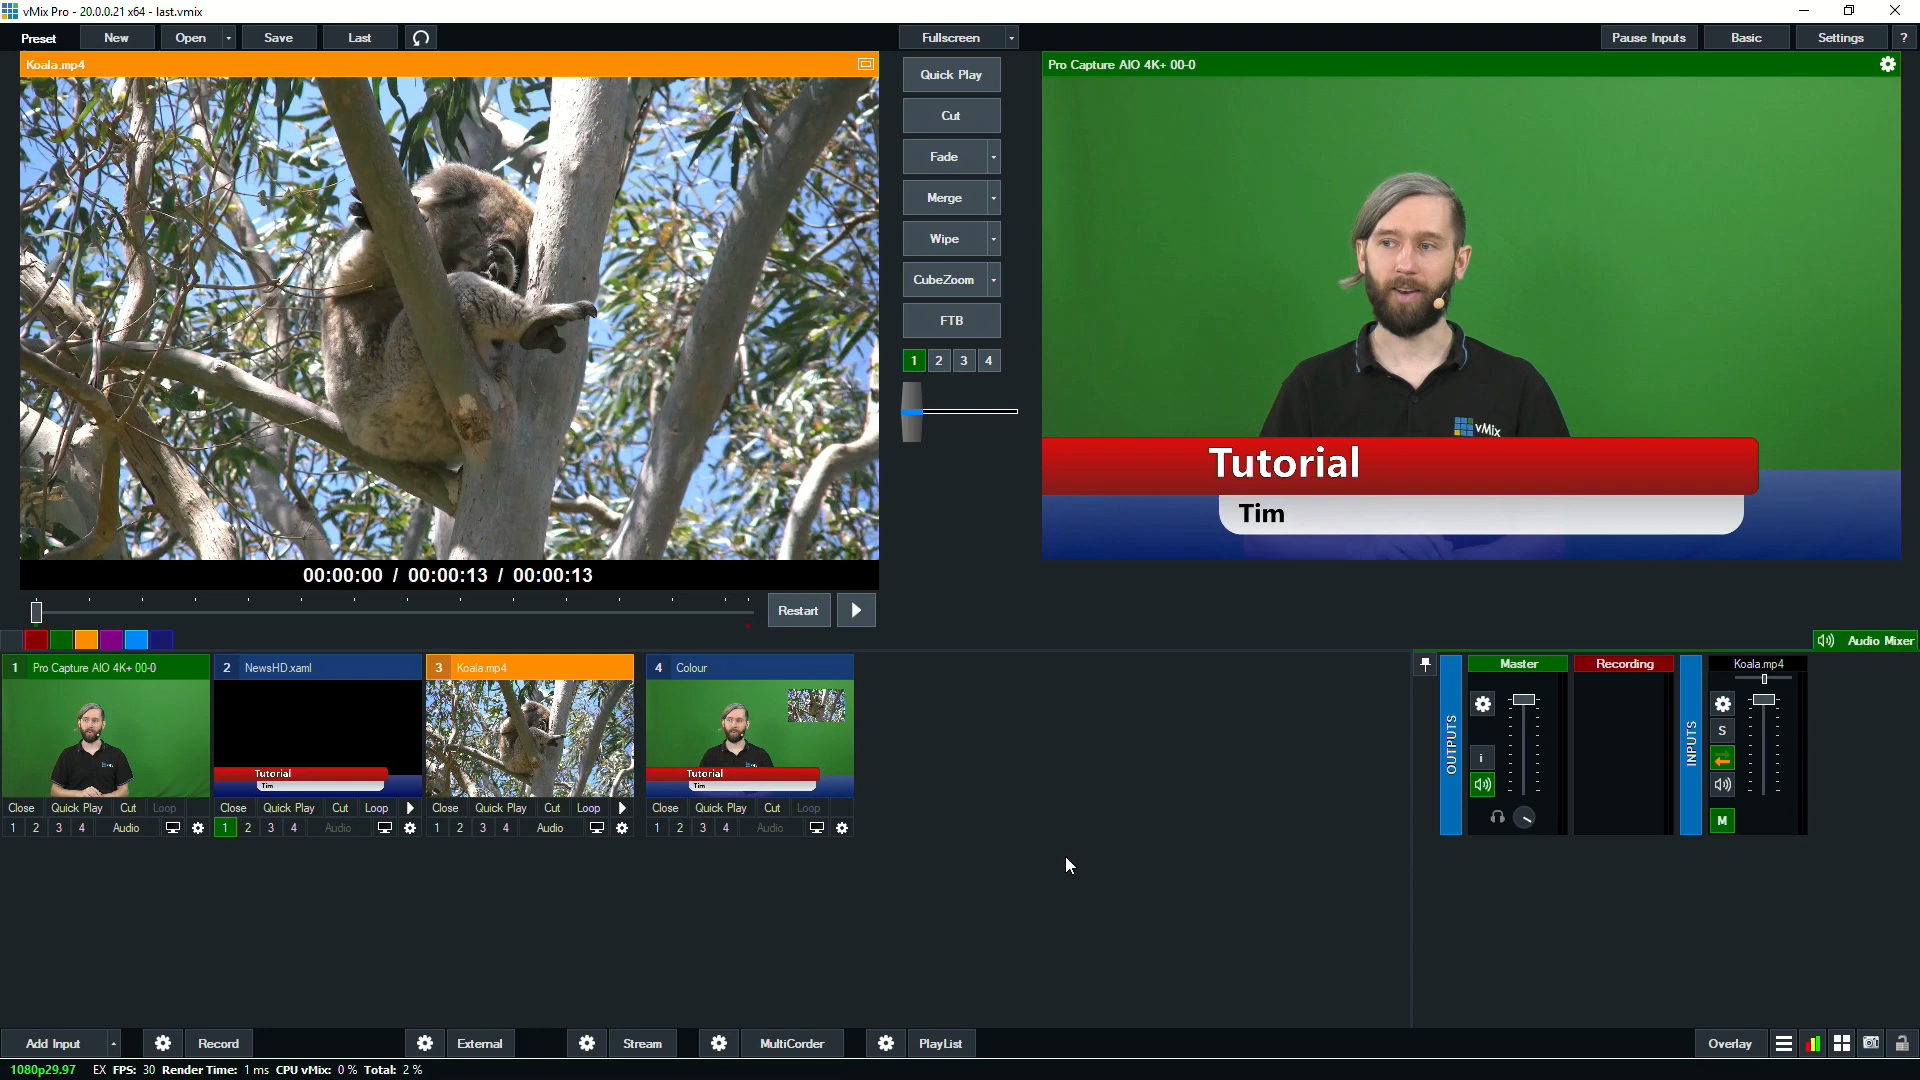 vMix Pro - 20.0.0.21 x64 - last.vmix
Preset New Open Save Last Fullscreen Pause Inputs Basic Settings ?
Koala.mp4
Pro Capture AIO 4K+ 00-0
Quick Play
Cut
Fade
Merge
Wipe
CubeZoom
FTB
1 2 3 4
vMix
Tutorial
Tim
00:00:00 / 00:00:13 / 00:00:13
Restart
Audio Mixer
1 Pro Capture AIO 4K+ 00-0 2 NewsHD.xaml 3 Koala.mp4 4 Colour
Master Recording Koala.mp4
OUTPUTS
INPUTS
S
i
M
Tutorial
Tim
Tutorial
Tim
Close Quick Play Cut Loop Close Quick Play Cut Loop Close Quick Play Cut Loop Close Quick Play Cut Loop
1 2 3 4 Audio 1 2 3 4 Audio 1 2 3 4 Audio 1 2 3 4 Audio
Add Input Record External Stream MultiCorder PlayList Overlay
1080p29.97 EX FPS: 30 Render Time: 1 ms CPU vMix: 0 % Total: 2 %